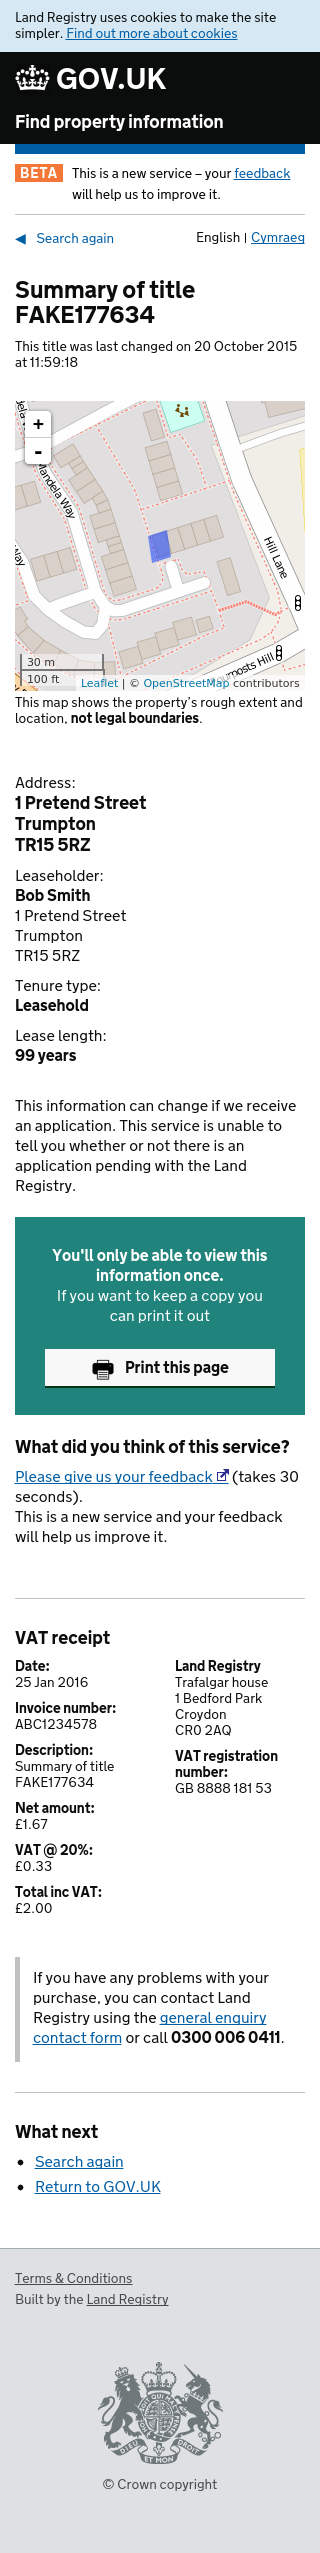 Land Registry uses cookies to make the site
simpler. Find out more about cookies
GOV.UK
Find property information
BETA This is a new service – your feedback
will help us to improve it.
◀ Search again English | Cymraeg
Summary of title
FAKE177634
This title was last changed on 20 October 2015
at 11:59:18
+
-
Mandela Way
Way
Hill Lane
30 m
100 ft
Leaflet | © OpenStreetMap contributors
This map shows the property’s rough extent and
location, not legal boundaries.
Address:
1 Pretend Street
Trumpton
TR15 5RZ
Leaseholder:
Bob Smith
1 Pretend Street
Trumpton
TR15 5RZ
Tenure type:
Leasehold
Lease length:
99 years
This information can change if we receive
an application. This service is unable to
tell you whether or not there is an
application pending with the Land
Registry.
You'll only be able to view this
information once.
If you want to keep a copy you
can print it out
Print this page
What did you think of this service?
Please give us your feedback (takes 30
seconds).
This is a new service and your feedback
will help us improve it.
VAT receipt
Date:
25 Jan 2016
Invoice number:
ABC1234578
Description:
Summary of title
FAKE177634
Net amount:
£1.67
VAT @ 20%:
£0.33
Total inc VAT:
£2.00
Land Registry
Trafalgar house
1 Bedford Park
Croydon
CR0 2AQ
VAT registration
number:
GB 8888 181 53
If you have any problems with your
purchase, you can contact Land
Registry using the general enquiry
contact form or call 0300 006 0411.
What next
• Search again
• Return to GOV.UK
Terms & Conditions
Built by the Land Registry
DIEU ET MON DROIT
© Crown copyright